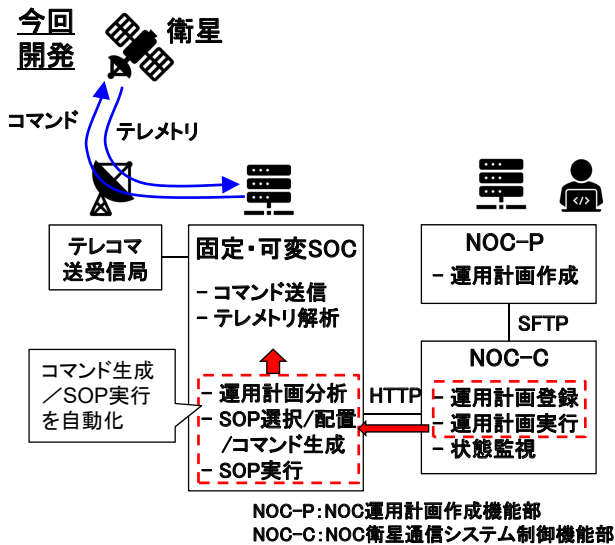 今回
開発
衛星
コマンド
テレメトリ
テレコマ
送受信局
固定・可変SOC
- コマンド送信
- テレメトリ解析
- 運用計画分析
- SOP選択/配置
/コマンド生成
- SOP実行
コマンド生成
／SOP実行
を自動化
HTTP
</>
NOC-P
- 運用計画作成
SFTP
NOC-C
- 運用計画登録
- 運用計画実行
- 状態監視
NOC-P:NOC運用計画作成機能部
NOC-C:NOC衛星通信システム制御機能部